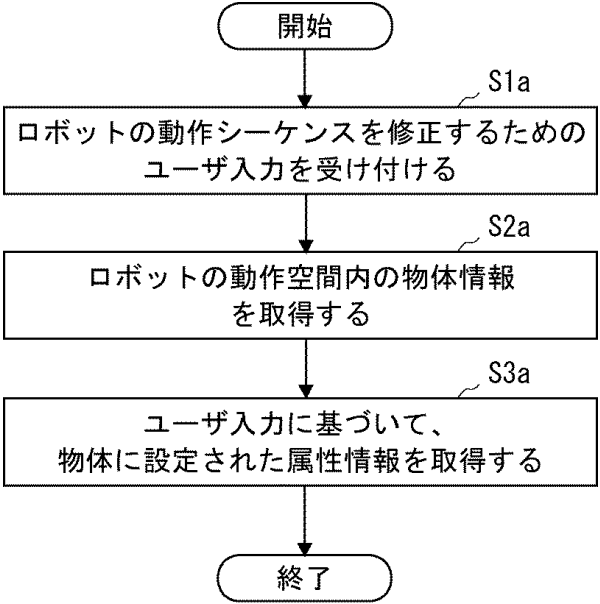 開始
S1a
ロボットの動作シーケンスを修正するための
ユーザ入力を受け付ける
S2a
ロボットの動作空間内の物体情報
を取得する
S3a
ユーザ入力に基づいて、
物体に設定された属性情報を取得する
終了